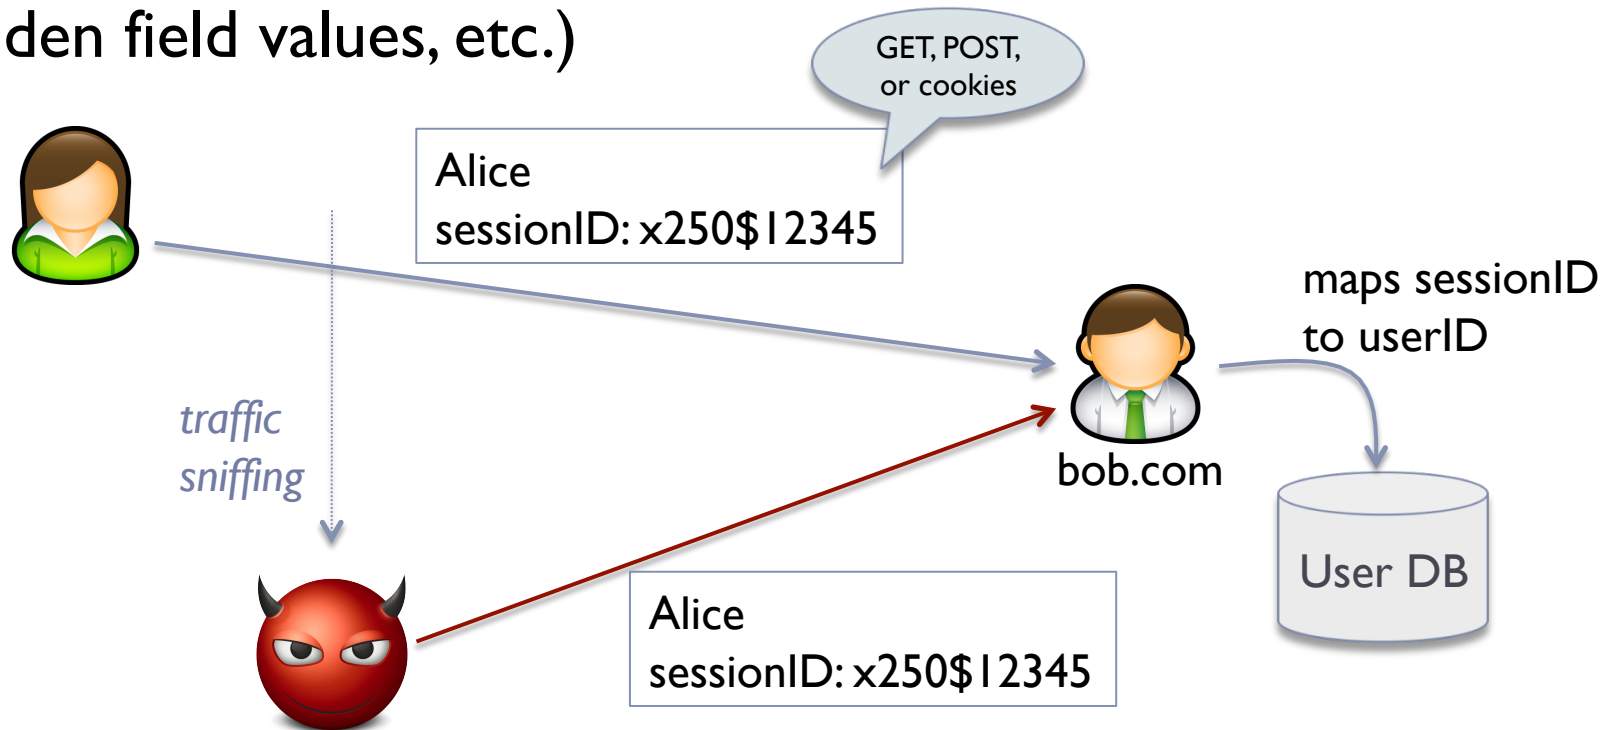 den field values, etc.)
GET, POST,
or cookies
Alice
sessionID: x250$12345
maps sessionID
to userID
traffic
sniffing
bob.com
User DB
Alice
sessionID: x250$12345